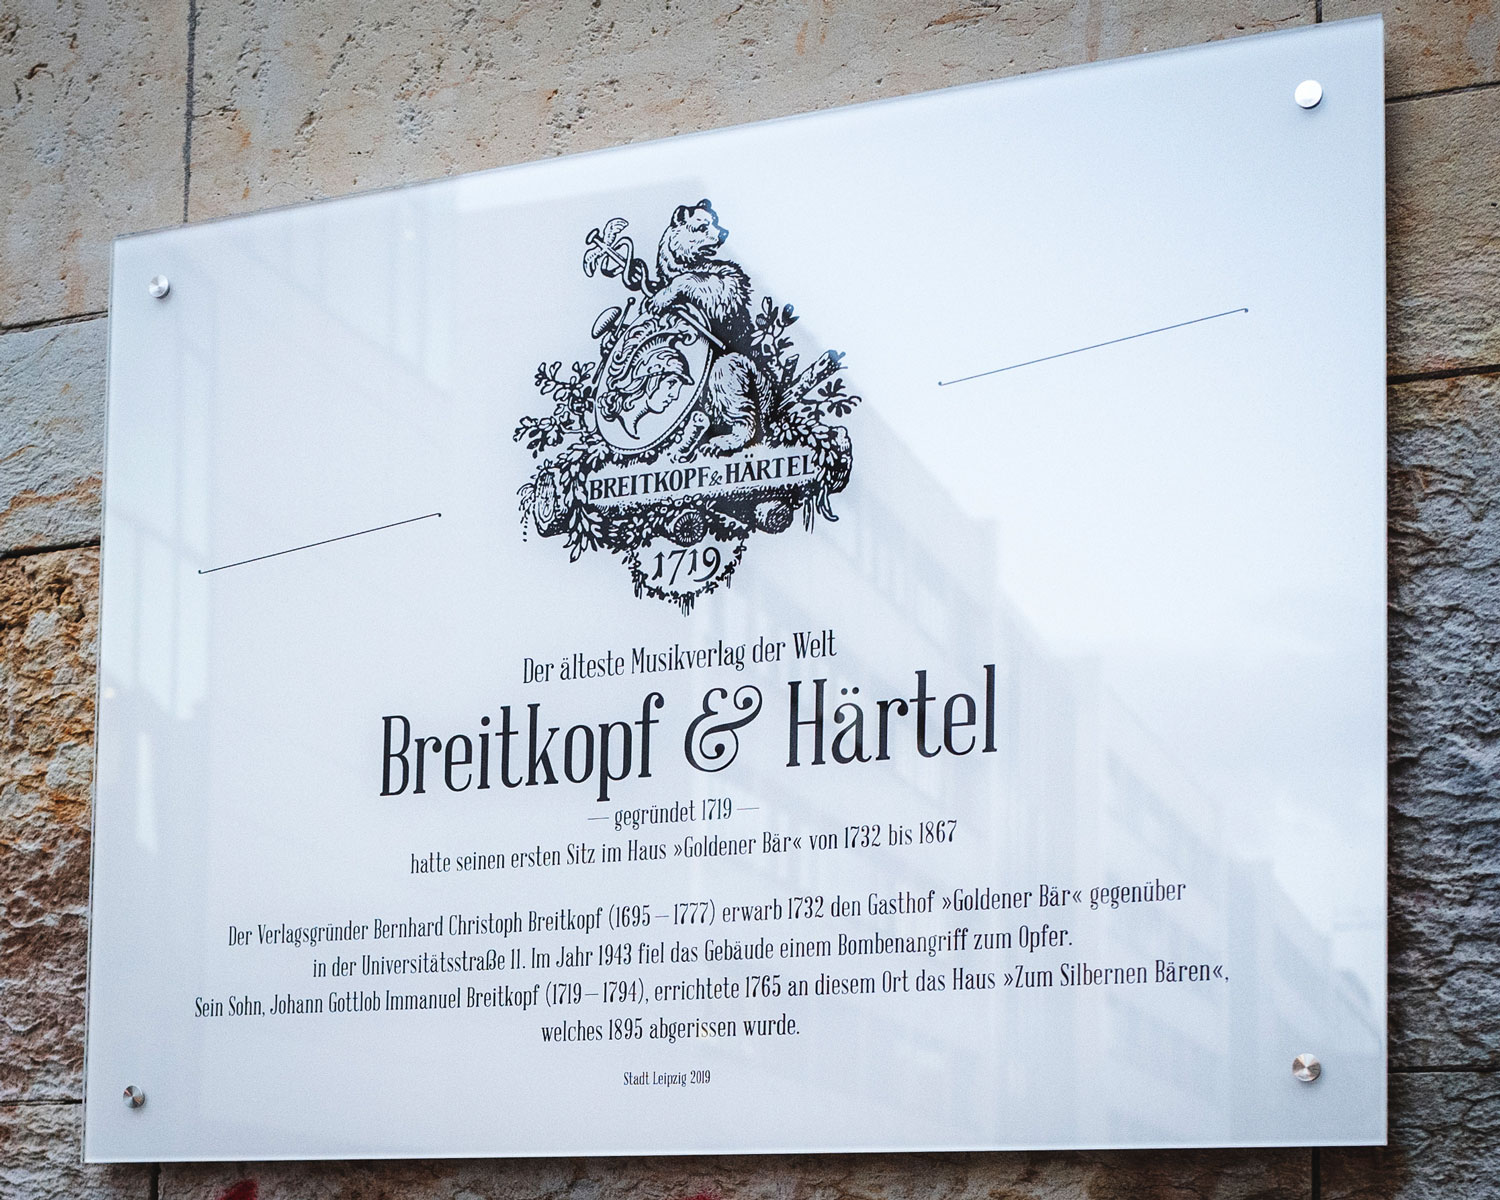 BREITKOPF & HÄRTEL
1719
Der älteste Musikverlag der Welt
Breitkopf & Härtel
— gegründet 1719 —
hatte seinen ersten Sitz im Haus »Goldener Bär« von 1732 bis 1867
Der Verlagsgründer Bernhard Christoph Breitkopf (1695 – 1777) erwarb 1732 den Gasthof »Goldener Bär« gegenüber
in der Universitätsstraße 11. Im Jahr 1943 fiel das Gebäude einem Bombenangriff zum Opfer.
Sein Sohn, Johann Gottlob Immanuel Breitkopf (1719 – 1794), errichtete 1765 an diesem Ort das Haus »Zum Silbernen Bären«,
welches 1895 abgerissen wurde.
Stadt Leipzig 2019